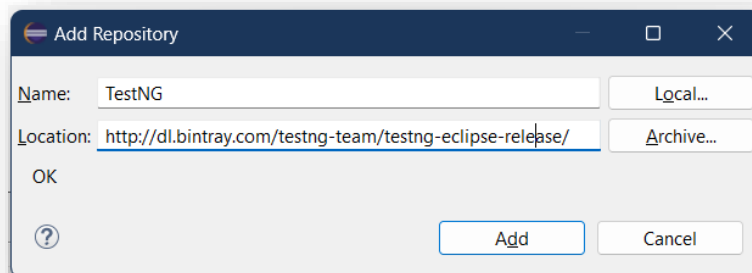 Add Repository
Name: TestNG Local...
Location: http://dl.bintray.com/testng-team/testng-eclipse-release/ Archive...
OK
? Add Cancel